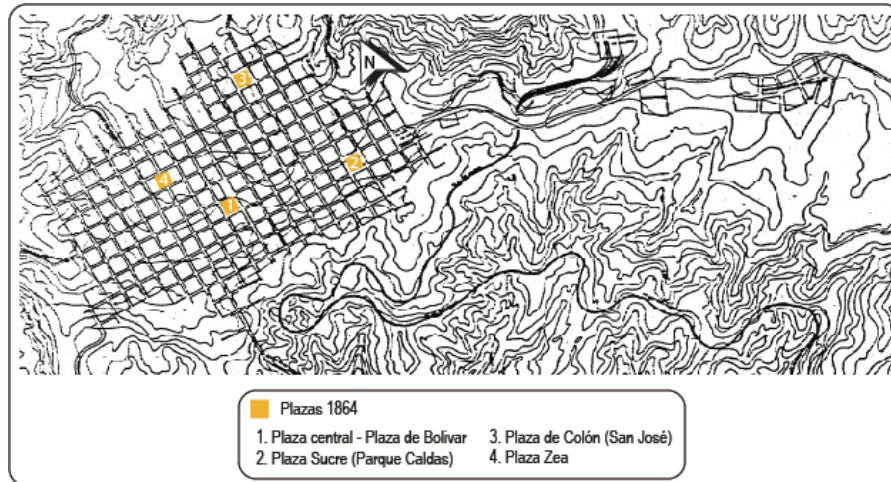 3
N
2
4
1
Plazas 1864
1. Plaza central - Plaza de Bolivar
2. Plaza Sucre (Parque Caldas)
3. Plaza de Colón (San José)
4. Plaza Zea